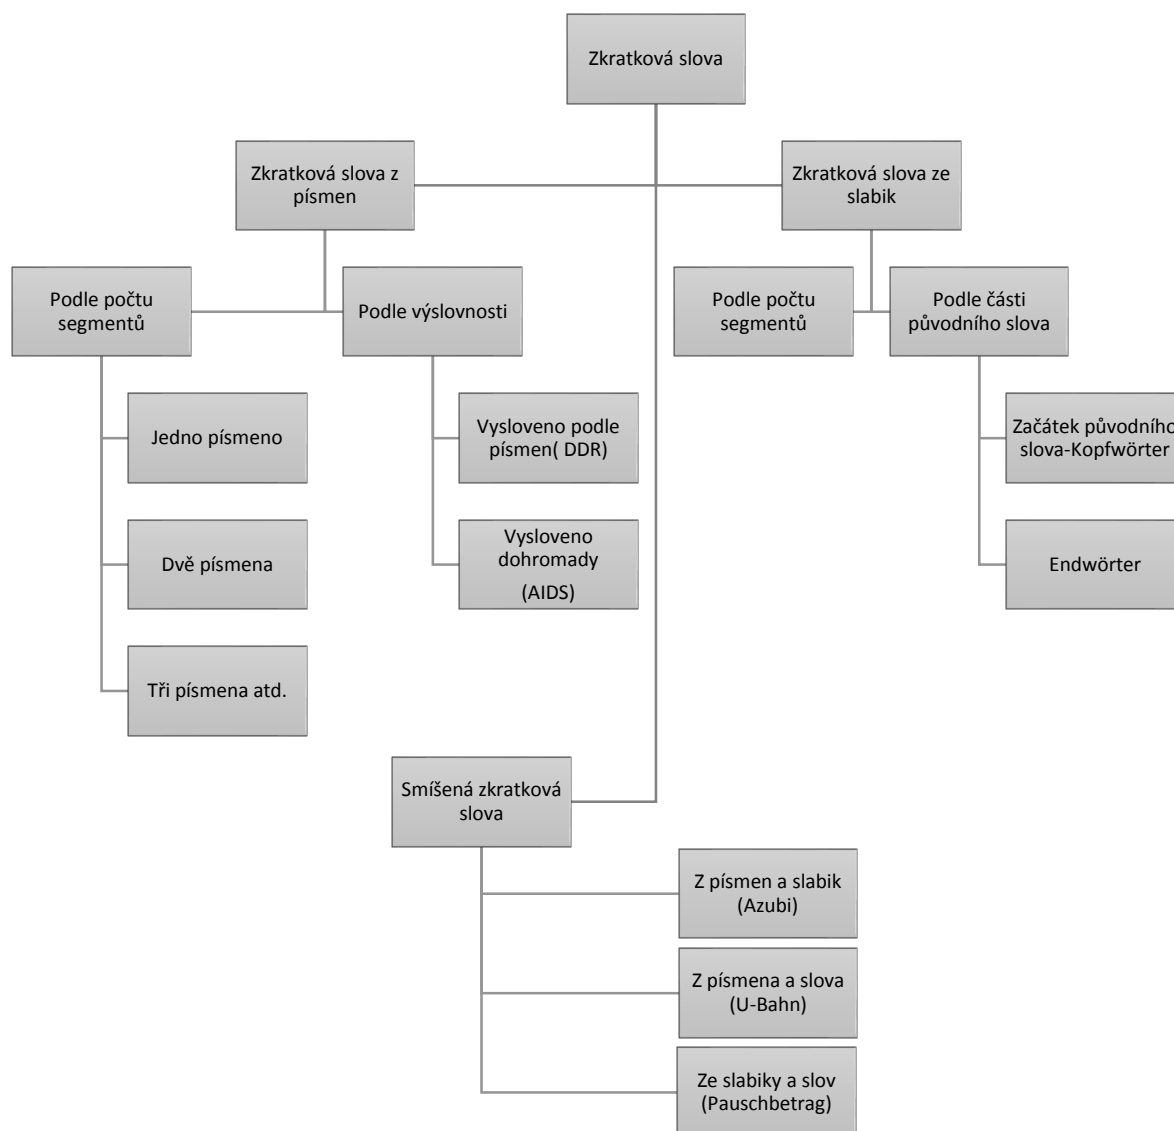 Zkratková slova
Zkratková slova z
písmen
Zkratková slova ze
slabik
Podle počtu
segmentů
Podle výslovnosti
Podle počtu
segmentů
Podle části
původního slova
Jedno písmeno
Vysloveno podle
písmen( DDR)
Začátek původního
slova-Kopfwörter
Dvě písmena
Vysloveno
dohromady
(AIDS)
Endwörter
Tři písmena atd.
Smíšená zkratková
slova
Z písmen a slabik
(Azubi)
Z písmena a slova
(U-Bahn)
Ze slabiky a slov
(Pauschbetrag)